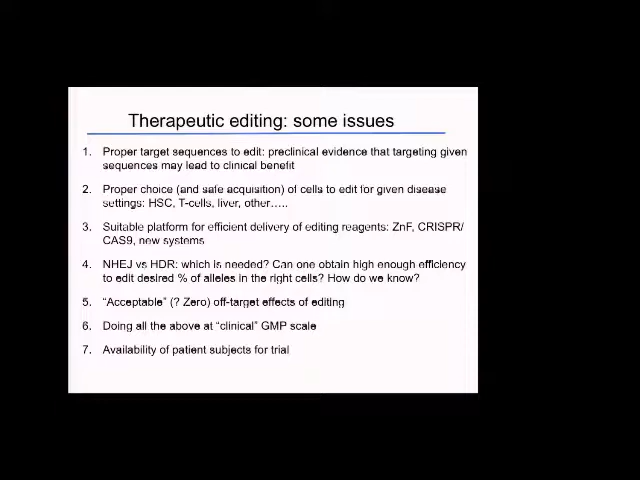 Therapeutic editing: some issues
1. Proper target sequences to edit: preclinical evidence that targeting given
sequences may lead to clinical benefit
2. Proper choice (and safe acquisition) of cells to edit for given disease
settings: HSC, T-cells, liver, other.....
3. Suitable platform for efficient delivery of editing reagents: ZnF, CRISPR/
CAS9, new systems
4. NHEJ vs HDR: which is needed? Can one obtain high enough efficiency
to edit desired % of alleles in the right cells? How do we know?
5. “Acceptable” (? Zero) off-target effects of editing
6. Doing all the above at “clinical” GMP scale
7. Availability of patient subjects for trial